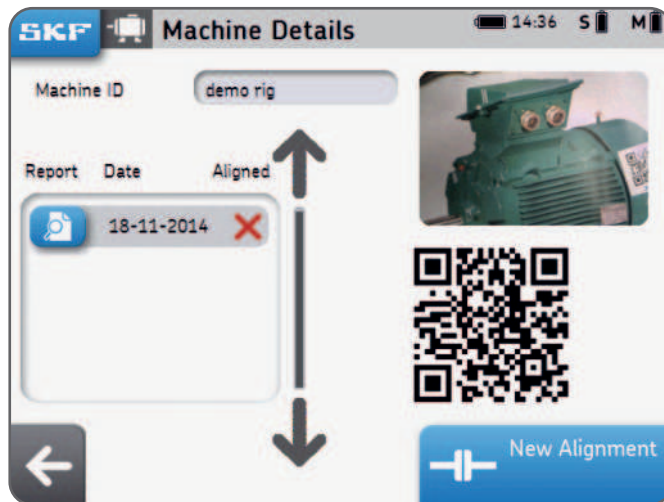 SKF Machine Details 14:36 S M
Machine ID demo rig
Report Date Aligned
18-11-2014
New Alignment